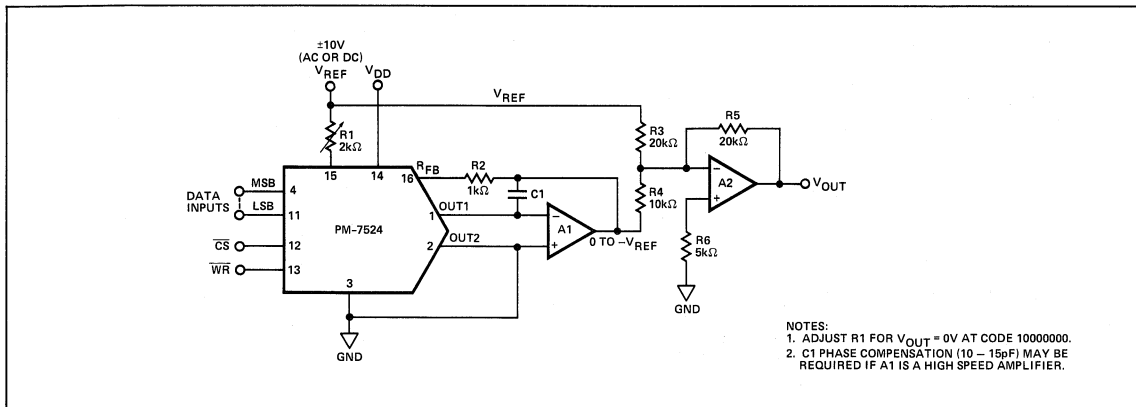 ±10V
(AC OR DC)
VREF
VDD
VREF
R1
2kΩ
R3
20kΩ
R5
20kΩ
15
14
16
RFB
R2
1kΩ
C1
MSB
4
DATA
INPUTS
LSB
11
1
OUT1
PM-7524
A1
−
+
0 TO −VREF
R4
10kΩ
A2
−
+
VOUT
CS
12
2
OUT2
WR
13
R6
5kΩ
3
GND
GND
NOTES:
1. ADJUST R1 FOR VOUT = 0V AT CODE 10000000.
2. C1 PHASE COMPENSATION (10 – 15pF) MAY BE
REQUIRED IF A1 IS A HIGH SPEED AMPLIFIER.